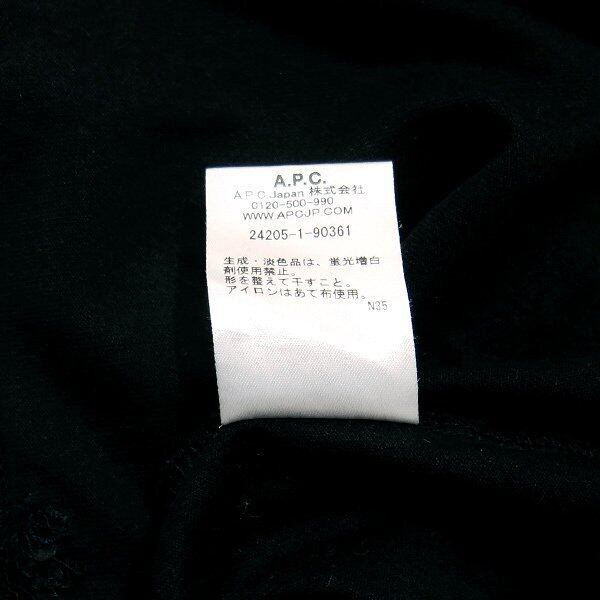 A.P.C.
A.P.C.Japan 株式会社
0120-500-990
WWW.APCJP.COM
24205-1-90361
生成・淡色品は、蛍光増白
剤使用禁止。
形を整えて干すこと。
アイロンはあて布使用。
N35